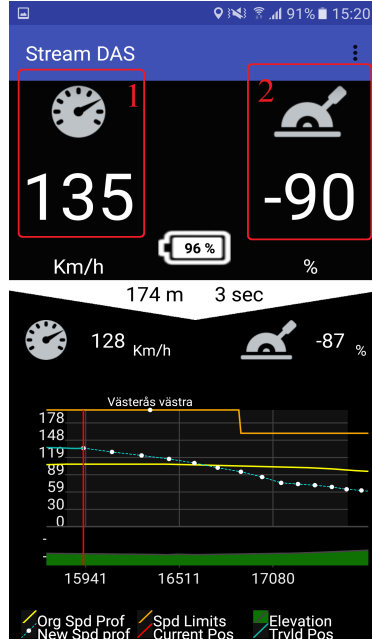 91% 15:20
Stream DAS
1 2
135 -90
96 %
Km/h %
174 m 3 sec
128 Km/h -87 %
Västerås västra
178
148
119
89
59
30
0
-
-
15941 16511 17080
Org Spd Prof Spd Limits Elevation
New Spd prof Current Pos Trvld Pos